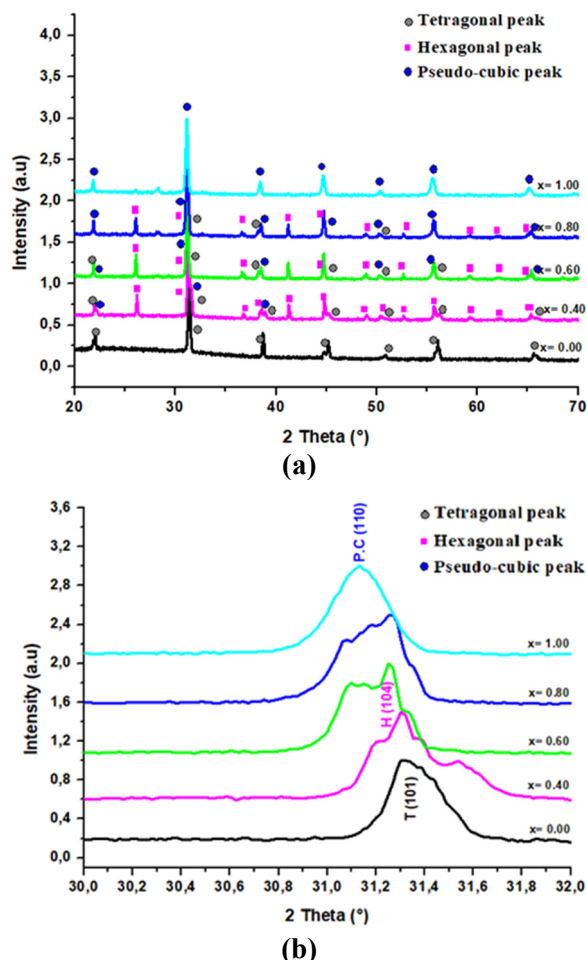 4,0
3,5
3,0
2,5
2,0
1,5
1,0
0,5
0,0
Intensity (a.u)
Tetragonal peak
Hexagonal peak
Pseudo-cubic peak
x= 1.00
x= 0.80
x= 0.60
x= 0.40
x= 0.00
20 30 40 50 60 70
2 Theta (°)
(a)
3,6
3,2
2,8
2,4
2,0
1,6
1,2
0,8
0,4
0,0
Intensity (a.u)
P.C (110)
Tetragonal peak
Hexagonal peak
Pseudo-cubic peak
x= 1.00
x= 0.80
H (104)
x= 0.60
x= 0.40
T (101)
x= 0.00
30,0 30,2 30,4 30,6 30,8 31,0 31,2 31,4 31,6 31,8 32,0
2 Theta (°)
(b)